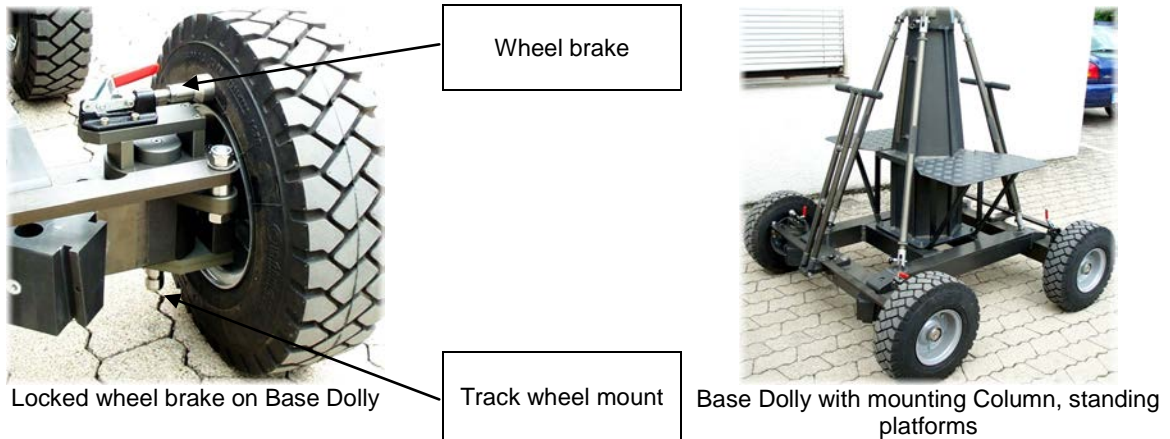 Wheel brake
Locked wheel brake on Base Dolly
Track wheel mount
Base Dolly with mounting Column, standing
platforms